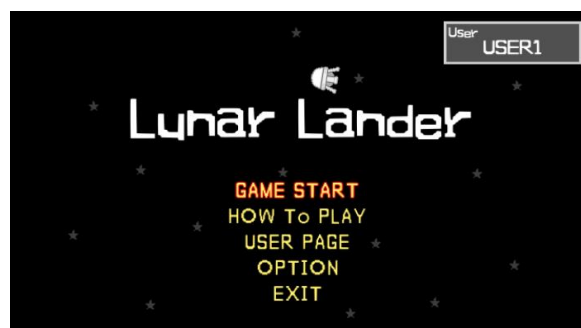 User
USER1
Lunar Lander
GAME START
HOW To PLAY
USER PAGE
OPTION
EXIT